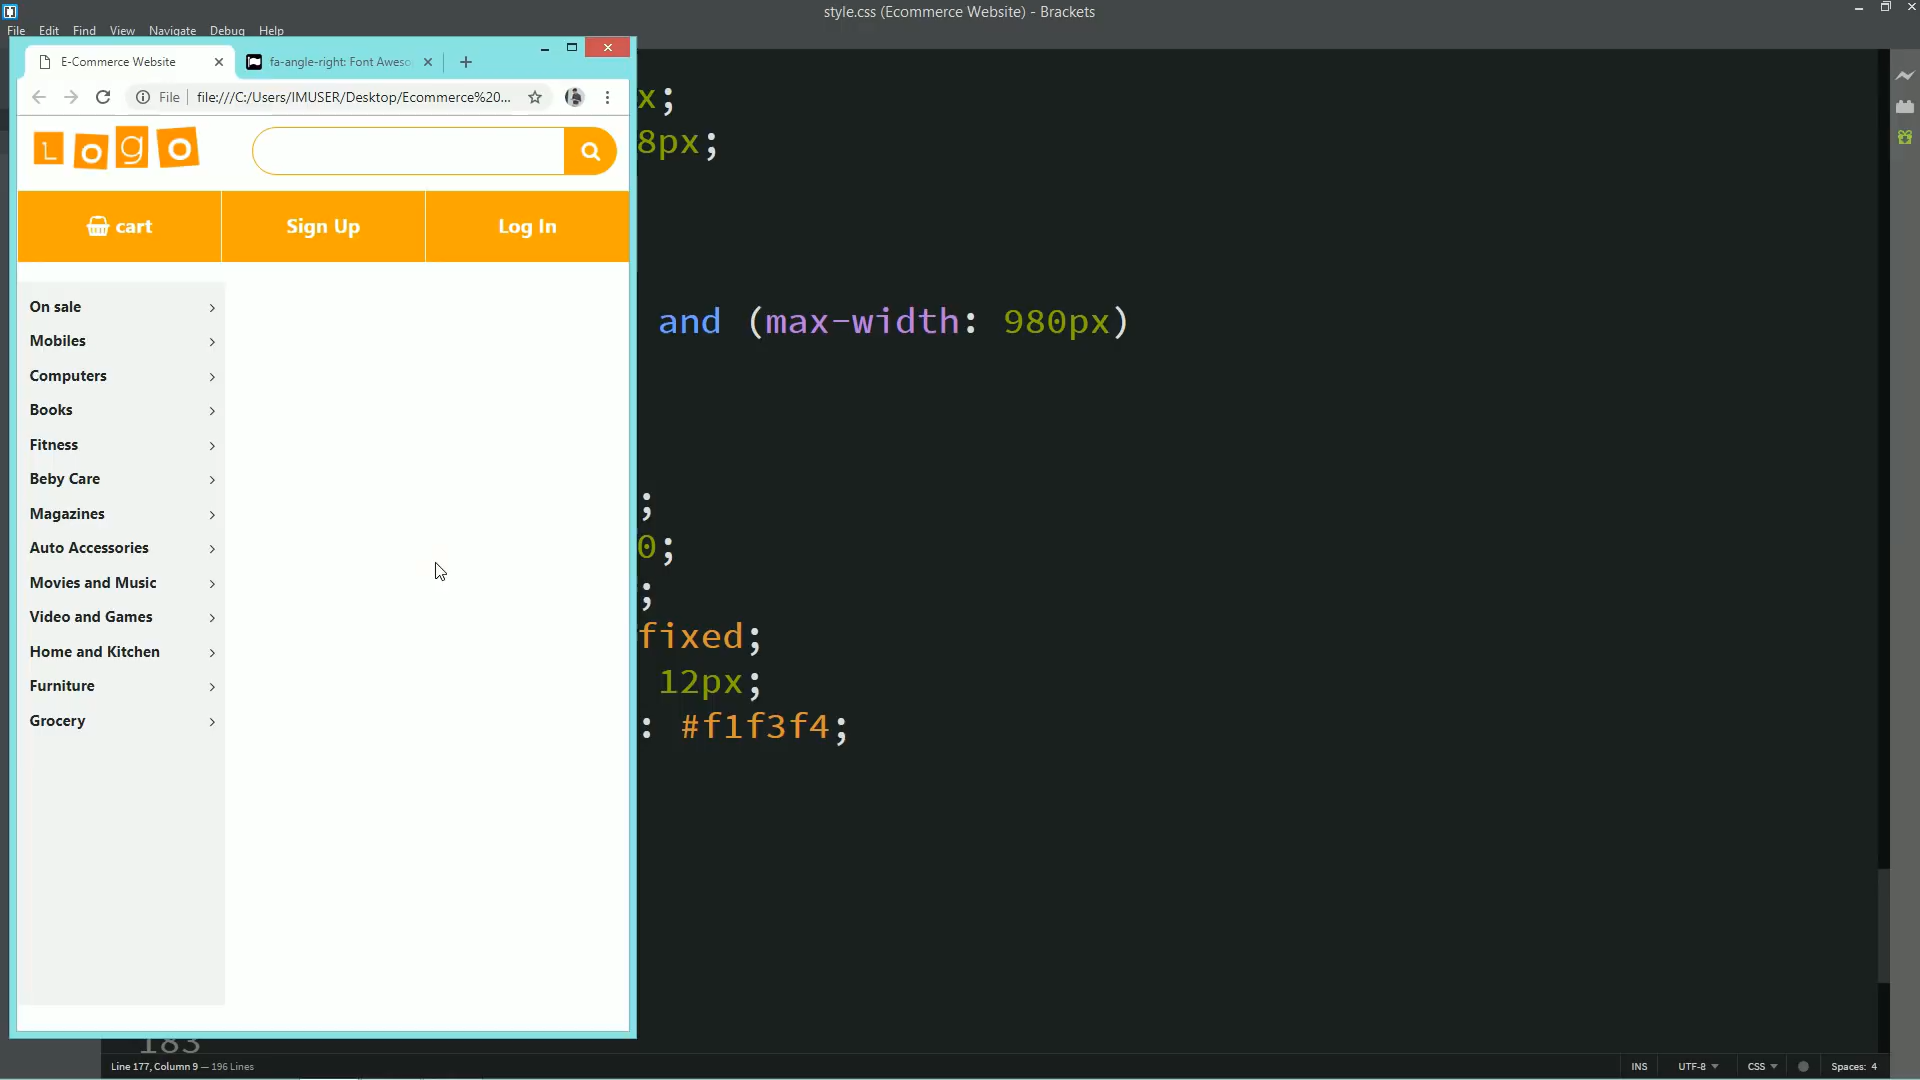 style.css (Ecommerce Website) - Brackets
File Edit Find View Navigate Debug Help
E-Commerce Website
fa-angle-right: Font Aweso
File
file:///C:/Users/IMUSER/Desktop/Ecommerce%20...
Logo
cart
Sign Up
Log In
On sale
Mobiles
Computers
Books
Fitness
Beby Care
Magazines
Auto Accessories
Movies and Music
Video and Games
Home and Kitchen
Furniture
Grocery
x;
8px;
and (max-width: 980px)
;
0;
;
fixed;
12px;
: #f1f3f4;
183
Line 177, Column 9 — 196 Lines
INS
UTF-8
CSS
Spaces: 4